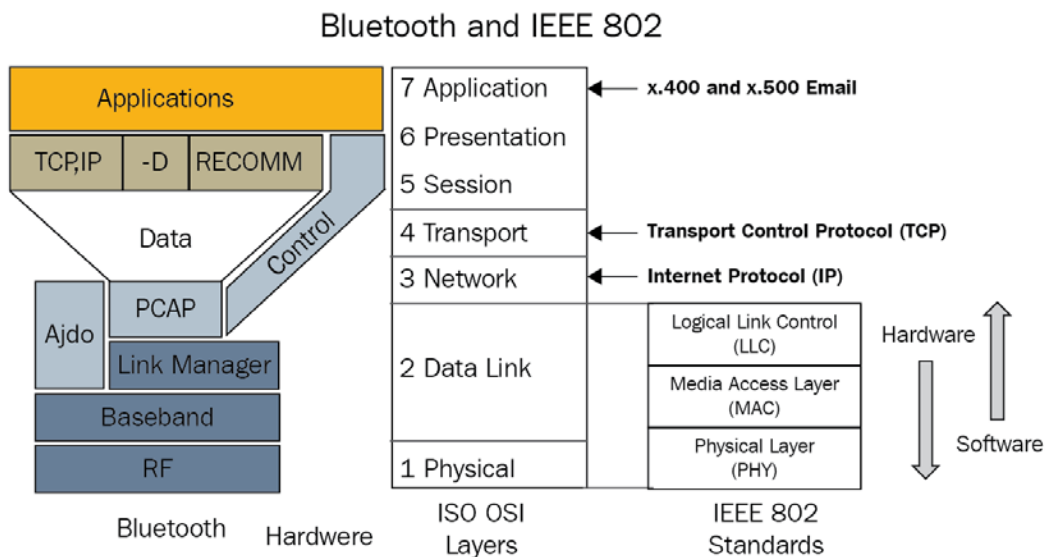 Bluetooth and IEEE 802
Applications
TCP,IP
-D
RECOMM
Data
Control
Ajdo
PCAP
Link Manager
Baseband
RF
Bluetooth
Hardwere
7 Application
6 Presentation
5 Session
4 Transport
3 Network
2 Data Link
1 Physical
ISO OSI
Layers
x.400 and x.500 Email
Transport Control Protocol (TCP)
Internet Protocol (IP)
Logical Link Control
(LLC)
Media Access Layer
(MAC)
Physical Layer
(PHY)
IEEE 802
Standards
Hardware
Software